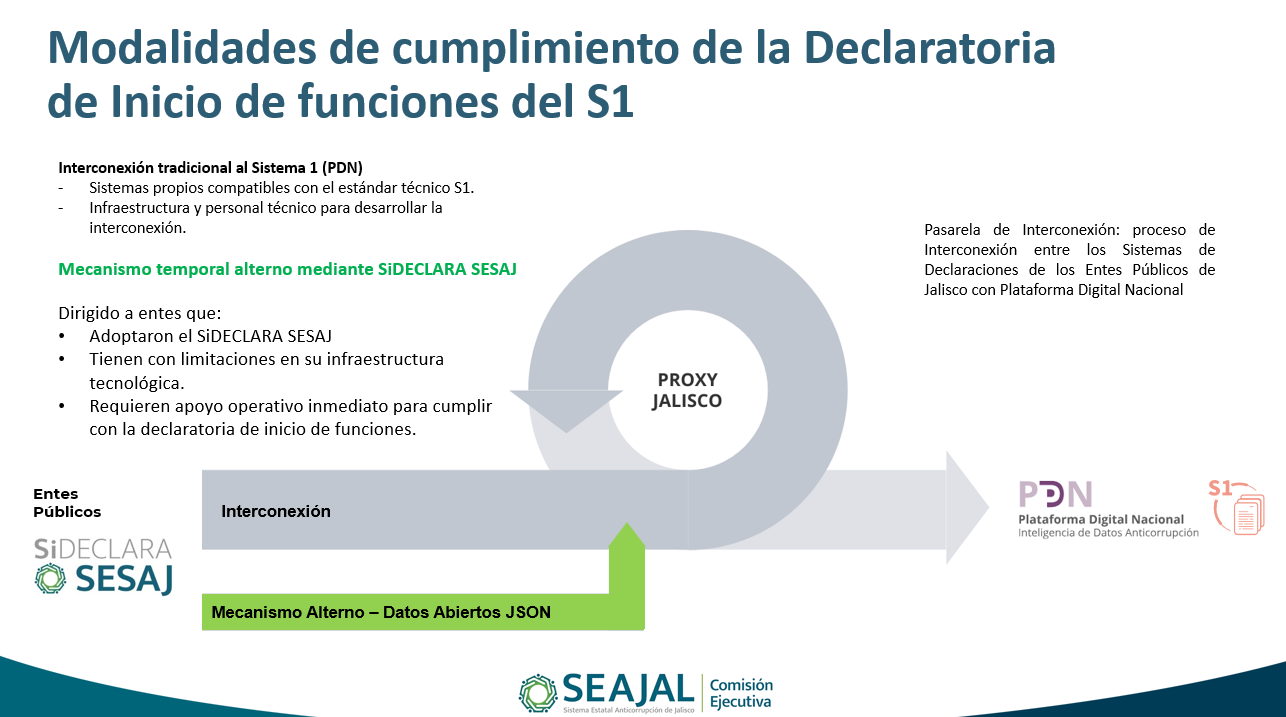 Modalidades de cumplimiento de la Declaratoria
de Inicio de funciones del S1
Interconexión tradicional al Sistema 1 (PDN)
- Sistemas propios compatibles con el estándar técnico S1.
- Infraestructura y personal técnico para desarrollar la
interconexión.
Mecanismo temporal alterno mediante SiDECLARA SESAJ
Dirigido a entes que:
• Adoptaron el SiDECLARA SESAJ
• Tienen con limitaciones en su infraestructura
tecnológica.
• Requieren apoyo operativo inmediato para cumplir
con la declaratoria de inicio de funciones.
Pasarela de Interconexión: proceso de
Interconexión entre los Sistemas de
Declaraciones de los Entes Públicos de
Jalisco con Plataforma Digital Nacional
PROXY
JALISCO
Entes
Públicos
SiDECLARA
SESAJ
Interconexión
Mecanismo Alterno – Datos Abiertos JSON
PDN
Plataforma Digital Nacional
Inteligencia de Datos Anticorrupción
S1
SEAJAL
Sistema Estatal Anticorrupción de Jalisco
Comisión
Ejecutiva